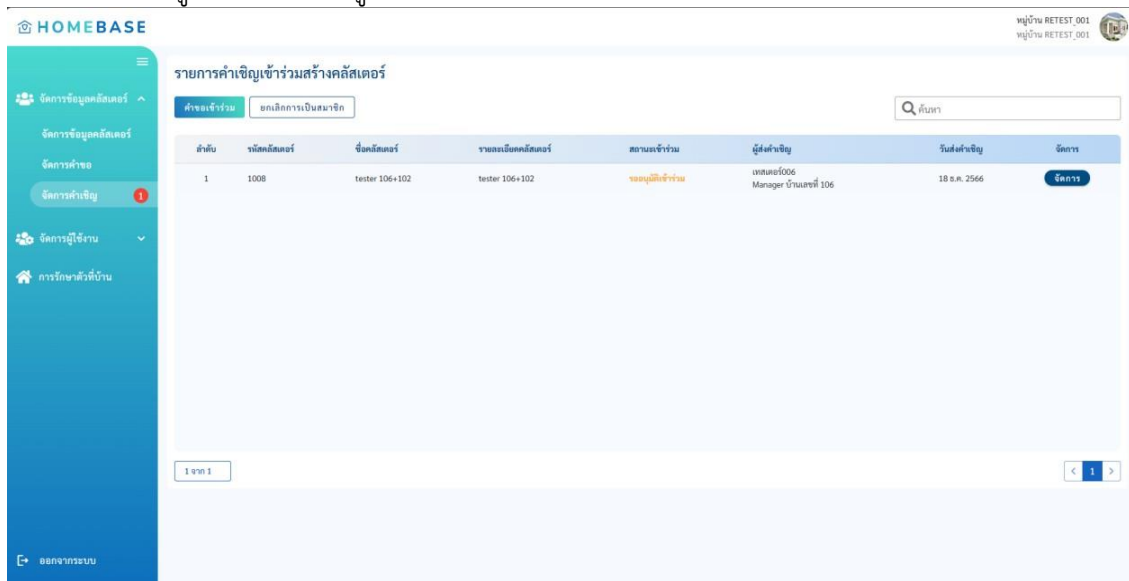 HOMEBASE
หมู่บ้าน RETEST_001
หมู่บ้าน RETEST_001
จัดการข้อมูลคลัสเตอร์
จัดการข้อมูลคลัสเตอร์
จัดการคำขอ
จัดการคำเชิญ 1
จัดการผู้ใช้งาน
การรักษาตัวที่บ้าน
ออกจากระบบ
รายการคำเชิญเข้าร่วมสร้างคลัสเตอร์
คำขอเข้าร่วม ยกเลิกการเป็นสมาชิก ค้นหา
ลำดับ รหัสคลัสเตอร์ ชื่อคลัสเตอร์ รายละเอียดคลัสเตอร์ สถานะเข้าร่วม ผู้ส่งคำเชิญ วันส่งคำเชิญ จัดการ
1 1008 tester 106+102 tester 106+102 รออนุมัติเข้าร่วม เทสเตอร์006 18 ธ.ค. 2566 จัดการ
Manager บ้านเลขที่ 106
1 จาก 1 < 1 >